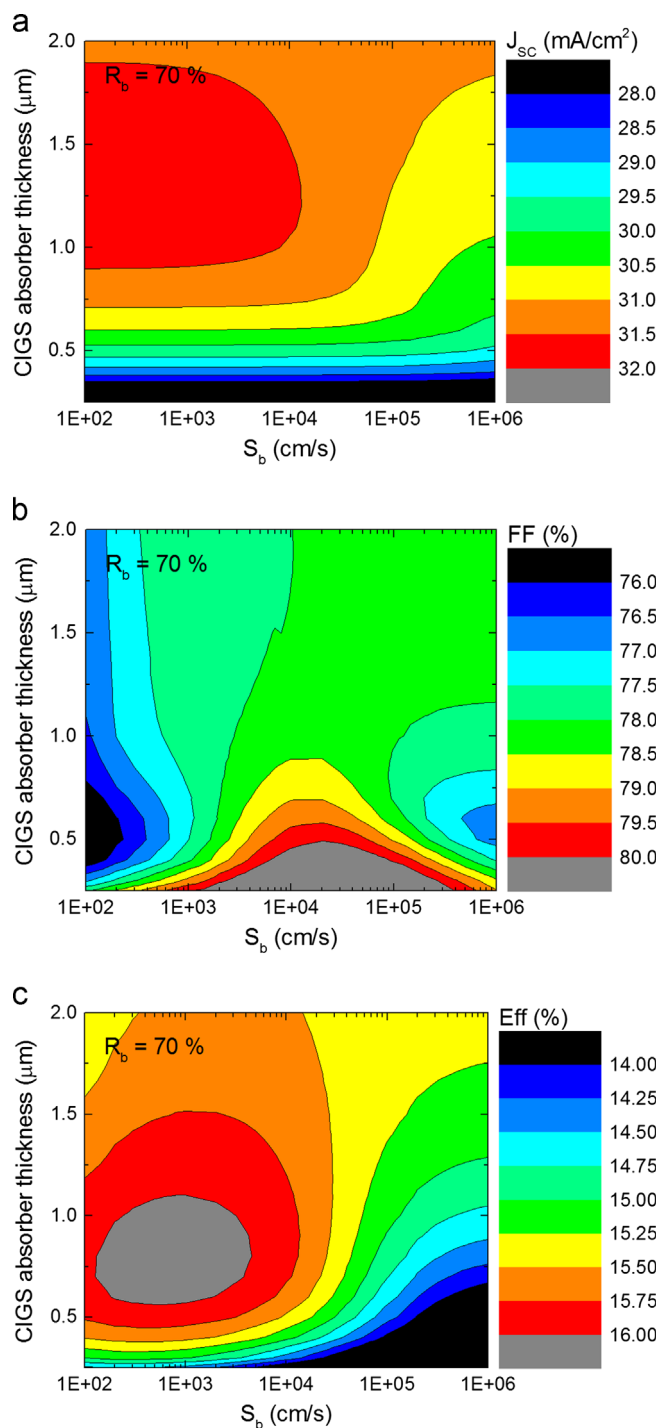 a
J_SC (mA/cm²)
R_b = 70 %
CIGS absorber thickness (μm)
2.0
1.5
1.0
0.5
1E+02 1E+03 1E+04 1E+05 1E+06
S_b (cm/s)
28.0
28.5
29.0
29.5
30.0
30.5
31.0
31.5
32.0
b
FF (%)
R_b = 70 %
CIGS absorber thickness (μm)
2.0
1.5
1.0
0.5
1E+02 1E+03 1E+04 1E+05 1E+06
S_b (cm/s)
76.0
76.5
77.0
77.5
78.0
78.5
79.0
79.5
80.0
c
Eff (%)
R_b = 70 %
CIGS absorber thickness (μm)
2.0
1.5
1.0
0.5
1E+02 1E+03 1E+04 1E+05 1E+06
S_b (cm/s)
14.00
14.25
14.50
14.75
15.00
15.25
15.50
15.75
16.00